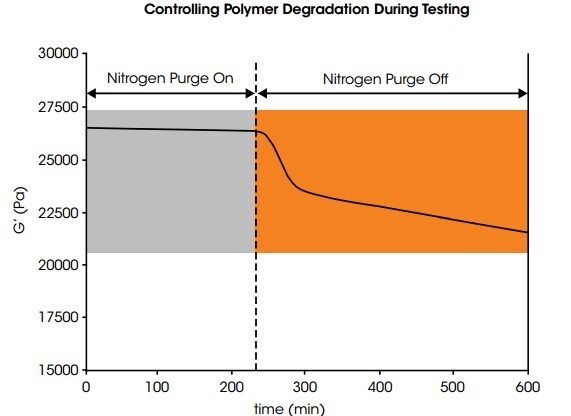 Controlling Polymer Degradation During Testing
30000
Nitrogen Purge On
Nitrogen Purge Off
27500
25000
22500
20000
17500
15000
G′ (Pa)
0 100 200 300 400 500 600
time (min)